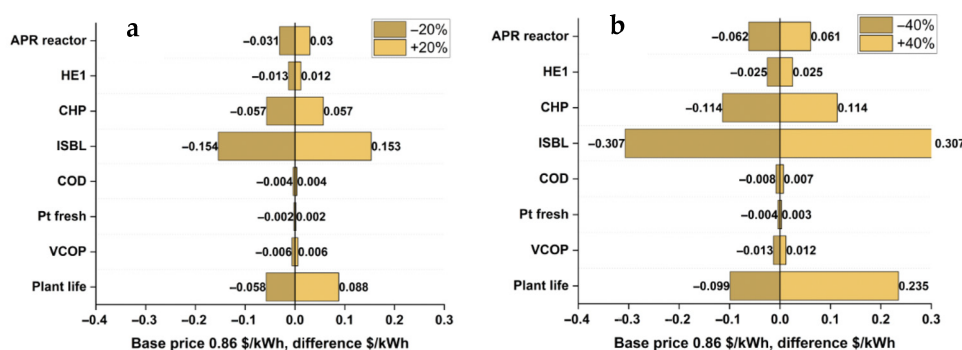 a
−20%
+20%
APR reactor −0.031 0.03
HE1 −0.013 0.012
CHP −0.057 0.057
ISBL −0.154 0.153
COD −0.004 0.004
Pt fresh −0.002 0.002
VCOP −0.006 0.006
Plant life −0.058 0.088
−0.4 −0.3 −0.2 −0.1 0.0 0.1 0.2 0.3 0.4
Base price 0.86 $/kWh, difference $/kWh
b
−40%
+40%
APR reactor −0.062 0.061
HE1 −0.025 0.025
CHP −0.114 0.114
ISBL −0.307 0.307
COD −0.008 0.007
Pt fresh −0.004 0.003
VCOP −0.013 0.012
Plant life −0.099 0.235
−0.4 −0.3 −0.2 −0.1 0.0 0.1 0.2 0.3
Base price 0.86 $/kWh, difference $/kWh